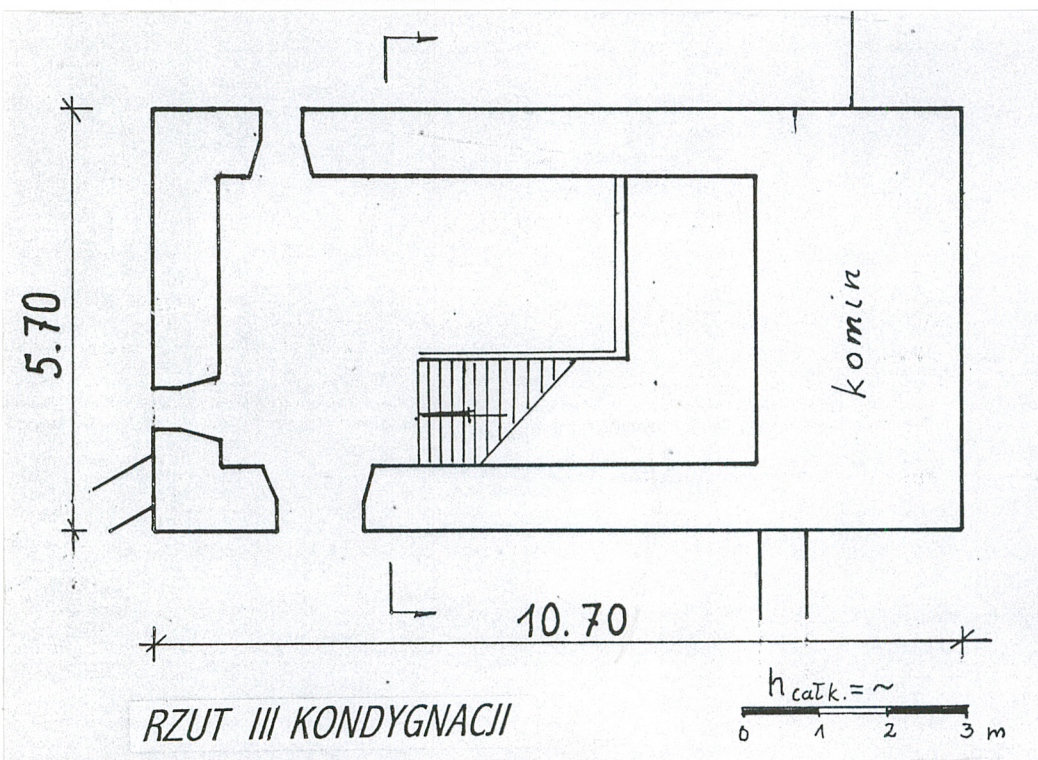 5.70
komin
10.70
h całk. = ~
RZUT III KONDYGNACJI
0 1 2 3 m